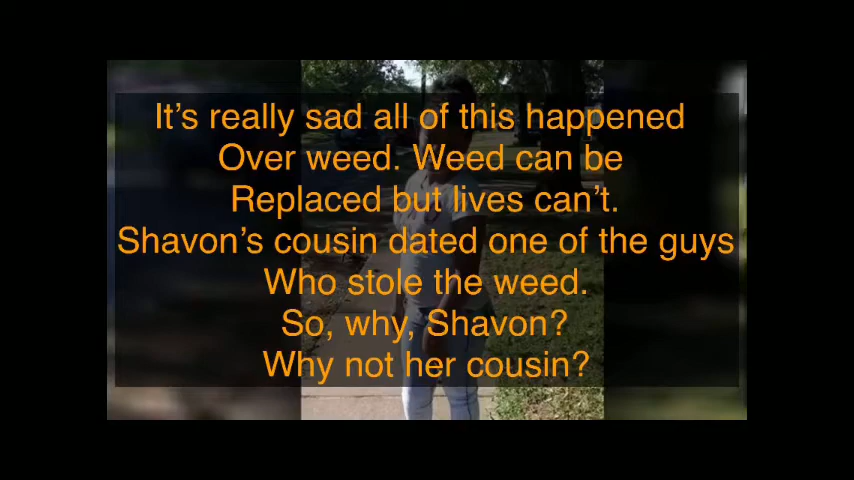 It's really sad all of this happened
Over weed. Weed can be
Replaced but lives can't.
Shavon's cousin dated one of the guys
Who stole the weed.
So, why, Shavon?
Why not her cousin?